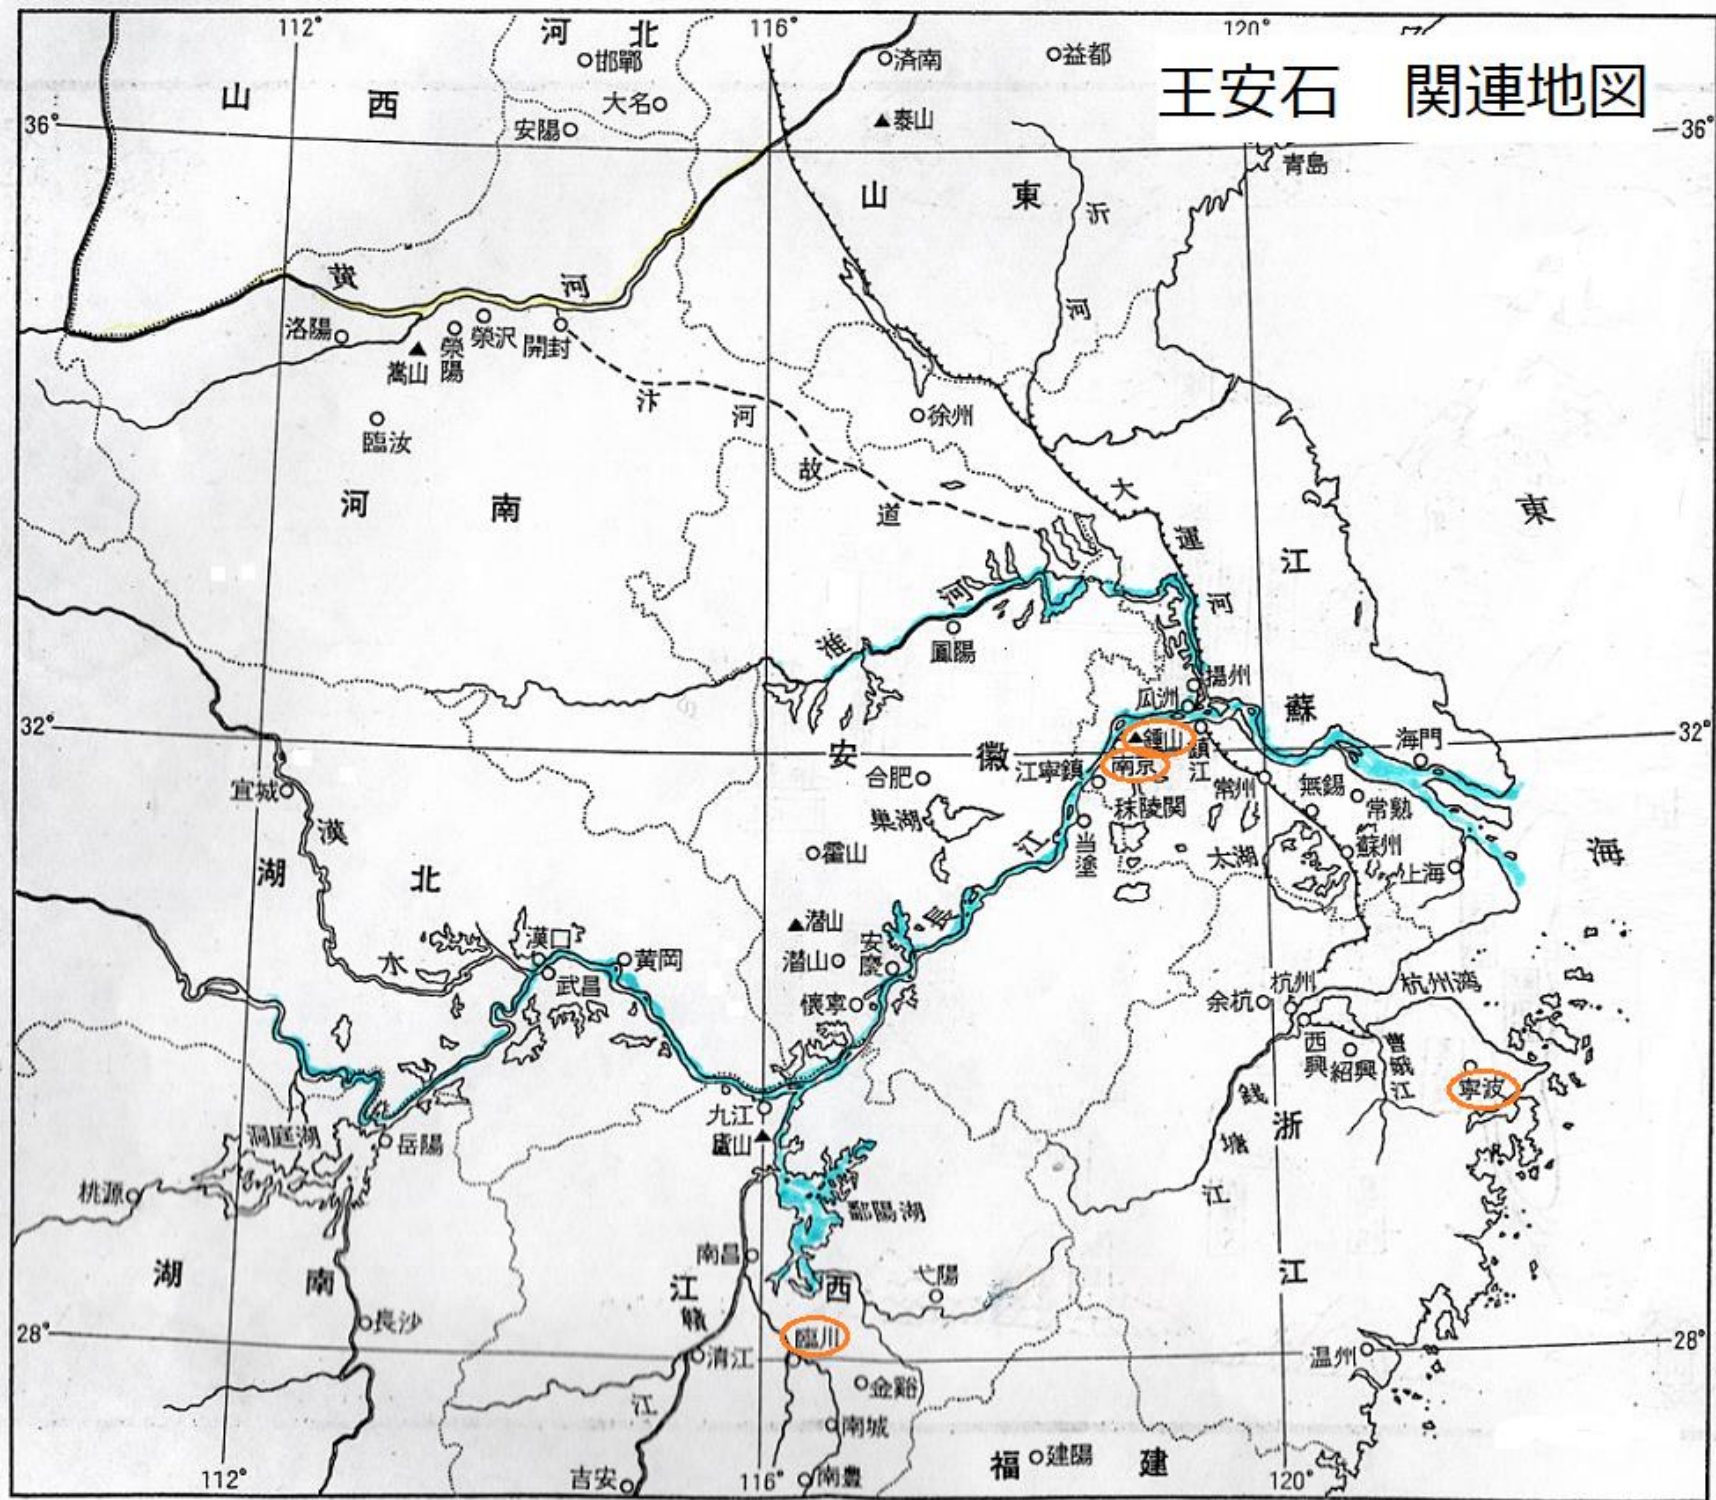 王安石　関連地図
112°
116°
120°
河　北
邯鄲
済南
益都
大名
山　西
安陽
泰山
36°
36°
青島
山　東
沂
河
黄　河
洛陽
滎陽
滎沢
開封
嵩山
汴
河
故
道
徐州
臨汝
河　南
大
運
河
東
海
江
蘇
淮
河
鳳陽
揚州
瓜洲
32°
32°
鍾山
南京
鎮江
海門
安　徽
合肥
江寧鎮
秣陵関
常州
無錫
常熟
宜城
巣湖
当塗
太湖
蘇州
上海
漢
水
湖　北
霍山
江
長
潜山
潜山
安慶
漢口
黄岡
武昌
懐寧
余杭
杭州
杭州湾
西興
紹興
曹娥江
寧波
九江
廬山
銭
塘
江
浙
江
洞庭湖
岳陽
桃源
鄱陽湖
南昌
弋陽
湖　南
江　西
贛
江
長沙
28°
28°
臨川
清江
温州
金谿
南城
福　建
建陽
吉安
南豊
112°
116°
120°